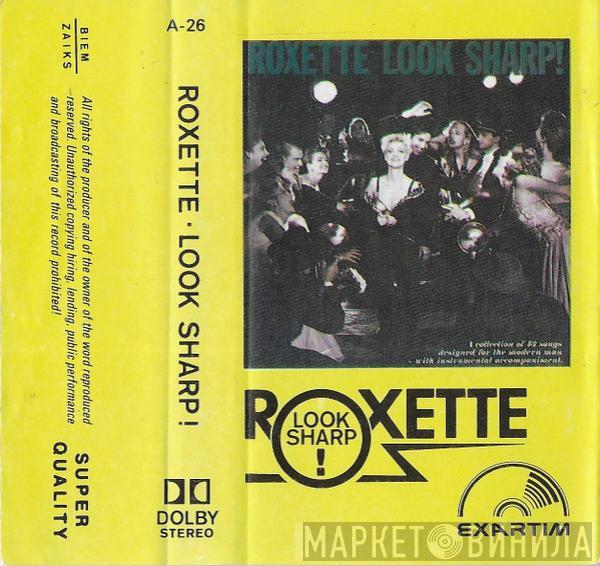 BIEM
ZAIKS
All rights of the producer and of the owner of the word reproduced
-reserved. Unauthorized copying hiring, lending, public performance
and broadcasting of this record prohibited!
SUPER
QUALITY
A-26
ROXETTE · LOOK SHARP!
DOLBY
STEREO
ROXETTE LOOK SHARP!
A collection of 13 songs
designed for the modern man
- with instrumental accompaniment.
ROXETTE
LOOK
SHARP
!
EXARTIM
МАРКЕТ ВИНИЛА